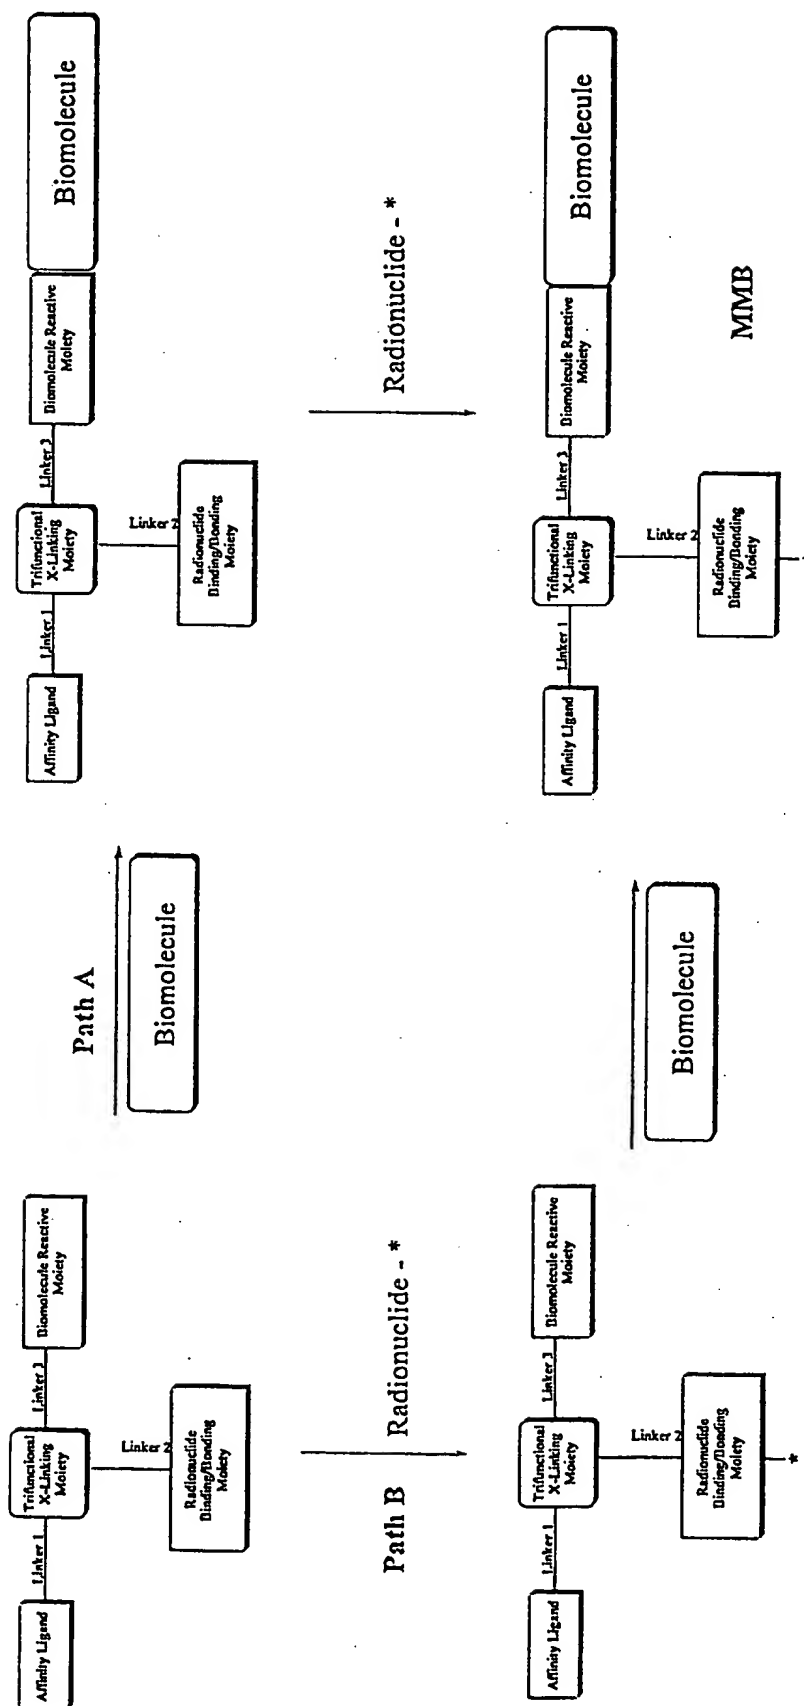 Affinity Ligand
Linker 1
Trifunctional
X-Linking
Moiety
Linker 3
Biomolecule Reactive
Moiety
Linker 2
Radionuclide
Binding/Bonding
Moiety
Path A
Biomolecule
Affinity Ligand
Linker 1
Trifunctional
X-Linking
Moiety
Linker 3
Biomolecule Reactive
Moiety
Biomolecule
Linker 2
Radionuclide
Binding/Bonding
Moiety
Path B
Radionuclide - *
Radionuclide - *
Affinity Ligand
Linker 1
Trifunctional
X-Linking
Moiety
Linker 3
Biomolecule Reactive
Moiety
Linker 2
Radionuclide
Binding/Bonding
Moiety
*
Biomolecule
Affinity Ligand
Linker 1
Trifunctional
X-Linking
Moiety
Linker 3
Biomolecule Reactive
Moiety
Biomolecule
Linker 2
Radionuclide
Binding/Bonding
Moiety
MMB